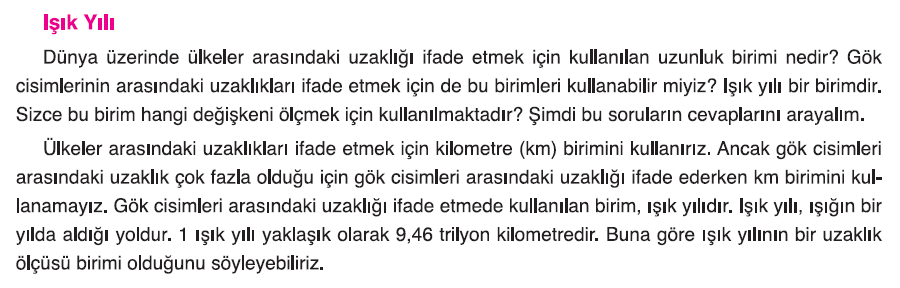 Işık Yılı
Dünya üzerinde ülkeler arasındaki uzaklığı ifade etmek için kullanılan uzunluk birimi nedir? Gök
cisimlerinin arasındaki uzaklıkları ifade etmek için de bu birimleri kullanabilir miyiz? Işık yılı bir birimdir.
Sizce bu birim hangi değişkeni ölçmek için kullanılmaktadır? Şimdi bu soruların cevaplarını arayalım.
Ülkeler arasındaki uzaklıkları ifade etmek için kilometre (km) birimini kullanırız. Ancak gök cisimleri
arasındaki uzaklık çok fazla olduğu için gök cisimleri arasındaki uzaklığı ifade ederken km birimini kul-
lanamayız. Gök cisimleri arasındaki uzaklığı ifade etmede kullanılan birim, ışık yılıdır. Işık yılı, ışığın bir
yılda aldığı yoldur. 1 ışık yılı yaklaşık olarak 9,46 trilyon kilometredir. Buna göre ışık yılının bir uzaklık
ölçüsü birimi olduğunu söyleyebiliriz.